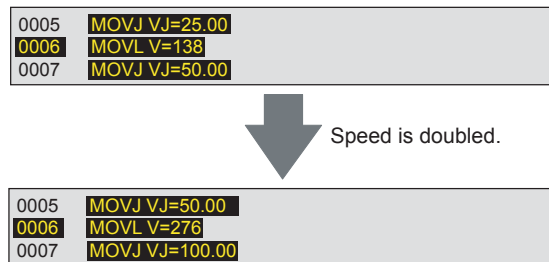 0005 MOVJ VJ=25.00
0006 MOVL V=138
0007 MOVJ VJ=50.00
Speed is doubled.
0005 MOVJ VJ=50.00
0006 MOVL V=276
0007 MOVJ VJ=100.00